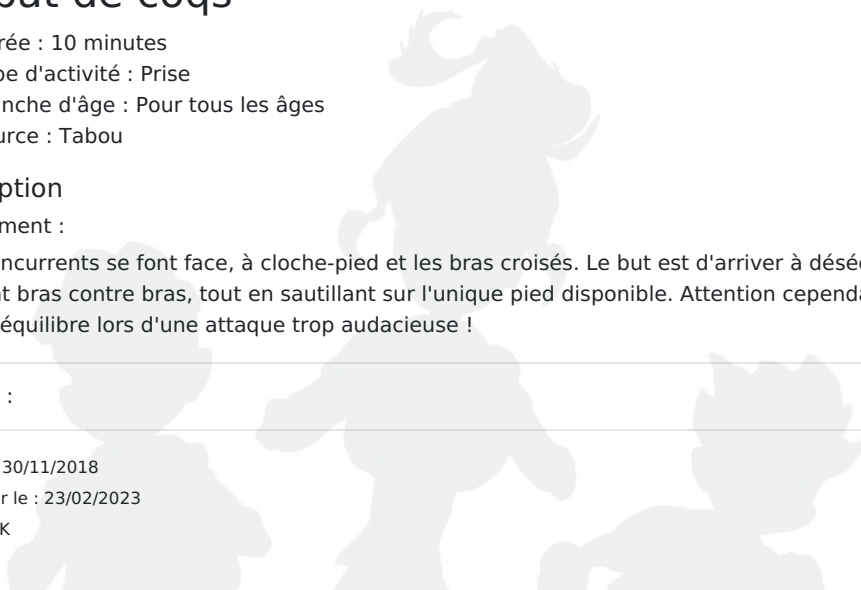 bat de coqs
rée : 10 minutes
pe d'activité : Prise
nche d'âge : Pour tous les âges
urce : Tabou
ption
ment :
ncurrents se font face, à cloche-pied et les bras croisés. Le but est d'arriver à désé
t bras contre bras, tout en sautillant sur l'unique pied disponible. Attention cependa
équilibre lors d'une attaque trop audacieuse !
:
30/11/2018
r le : 23/02/2023
K